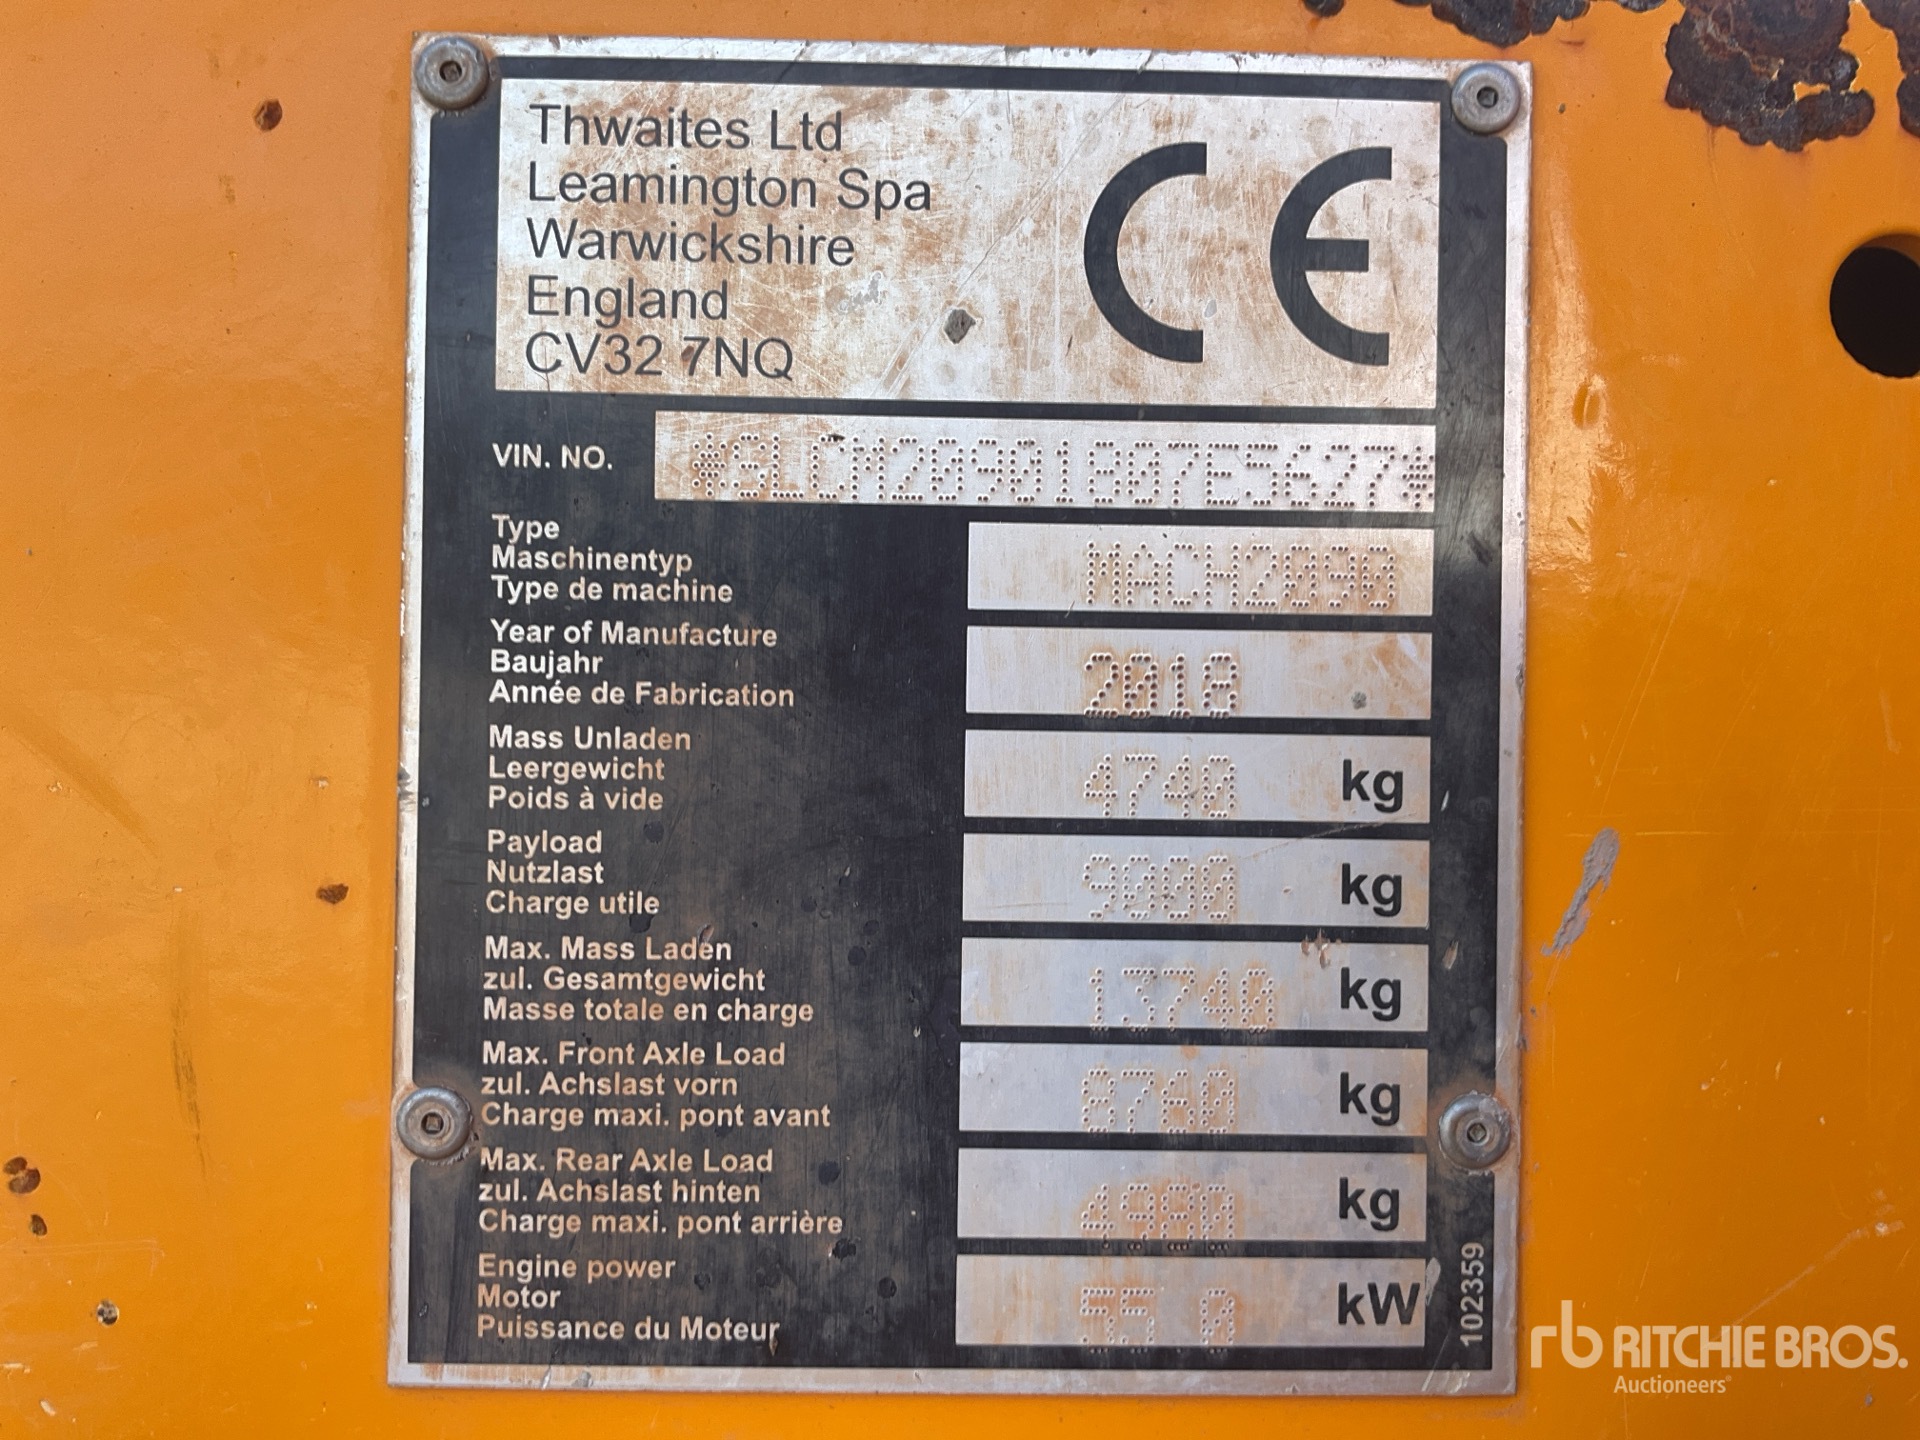 Thwaites Ltd
Leamington Spa
Warwickshire
England
CV32 7NQ
CE
VIN. NO. *SLCM20901807E5627*
Type
Maschinentyp
Type de machine
MACH2090
Year of Manufacture
Baujahr
Année de Fabrication
2018
Mass Unladen
Leergewicht
Poids à vide
4740 kg
Payload
Nutzlast
Charge utile
9000 kg
Max. Mass Laden
zul. Gesamtgewicht
Masse totale en charge
13740 kg
Max. Front Axle Load
zul. Achslast vorn
Charge maxi. pont avant
8760 kg
Max. Rear Axle Load
zul. Achslast hinten
Charge maxi. pont arrière
4980 kg
Engine power
Motor
Puissance du Moteur
55.0 kW
102359
rb RITCHIE BROS.
Auctioneers